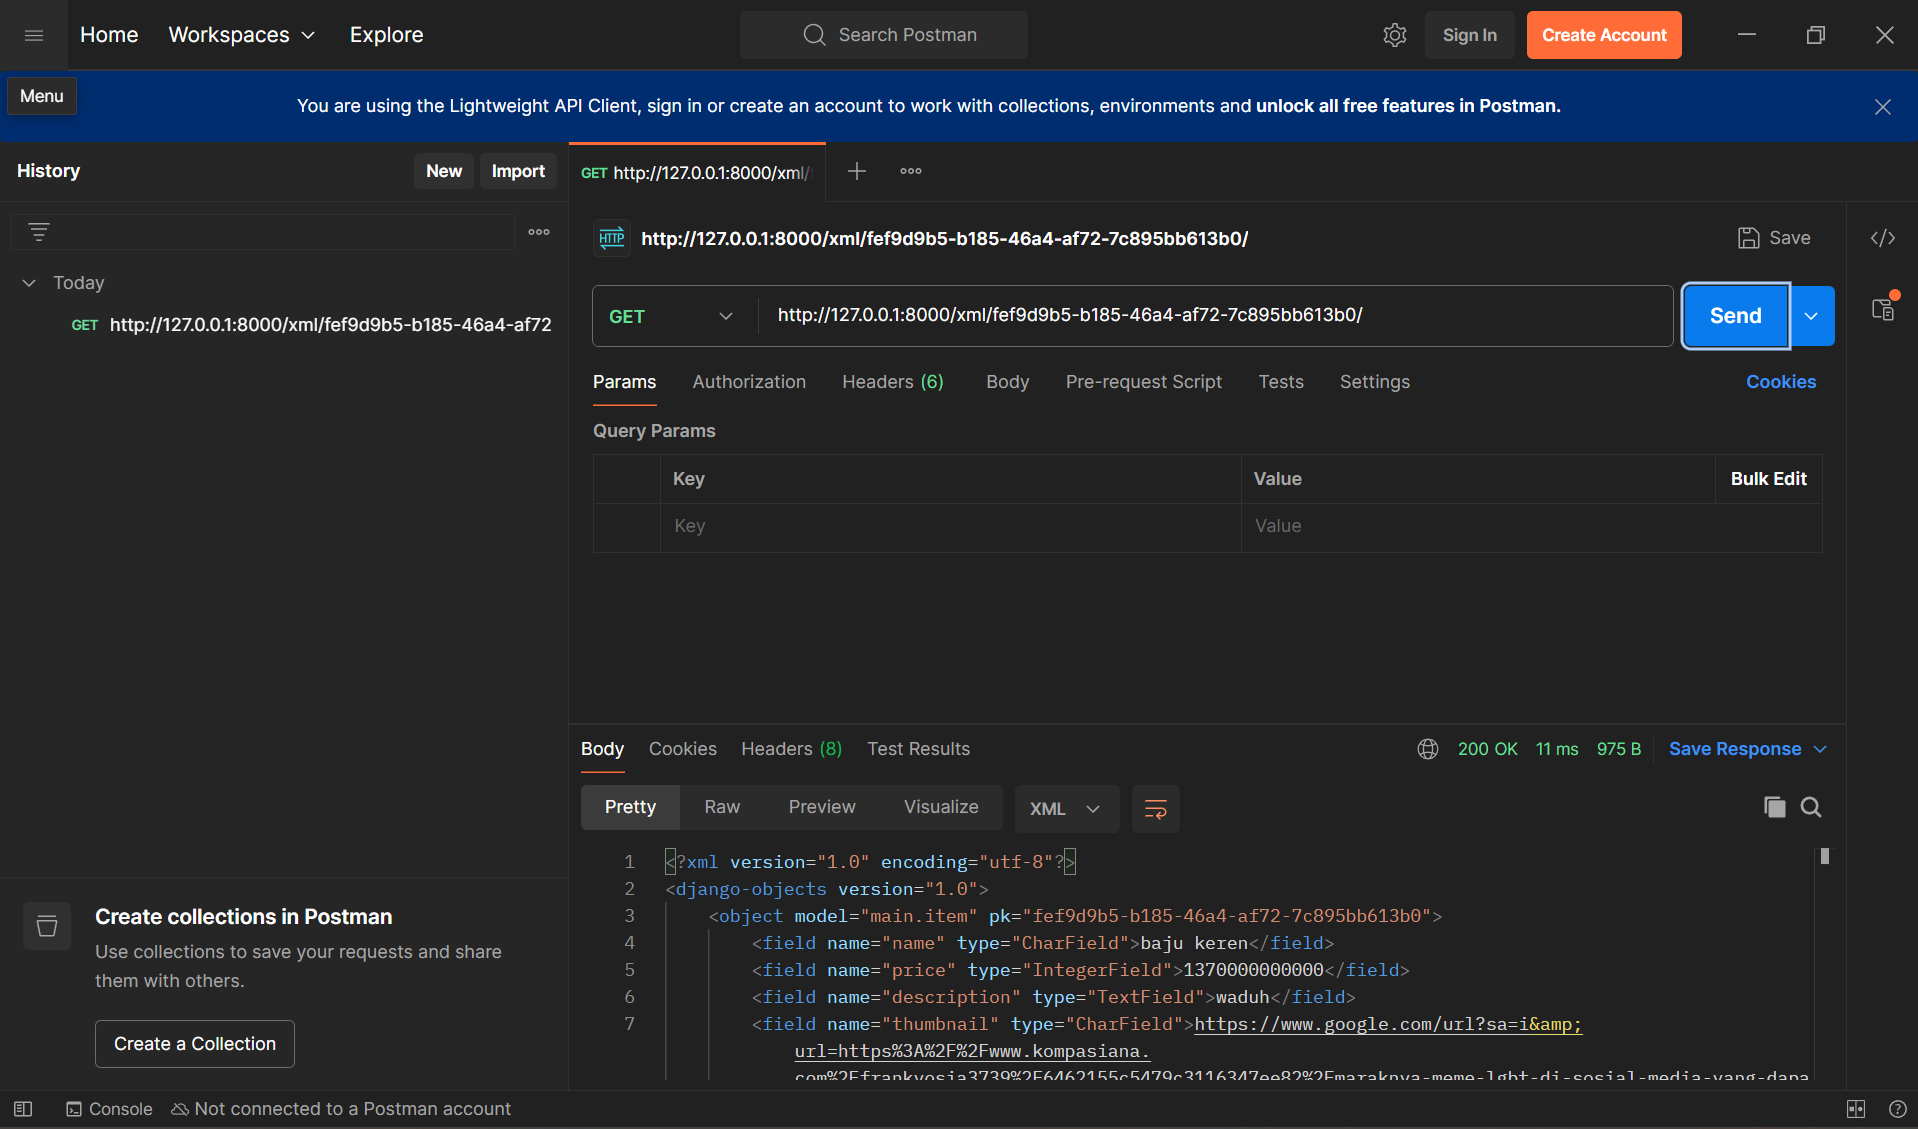 Home Workspaces Explore
Search Postman
Sign In Create Account
Menu
You are using the Lightweight API Client, sign in or create an account to work with collections, environments and unlock all free features in Postman.
History New Import
GET http://127.0.0.1:8000/xml/
http://127.0.0.1:8000/xml/fef9d9b5-b185-46a4-af72-7c895bb613b0/
Save
Today
GET http://127.0.0.1:8000/xml/fef9d9b5-b185-46a4-af72
GET http://127.0.0.1:8000/xml/fef9d9b5-b185-46a4-af72-7c895bb613b0/
Send
Params Authorization Headers (6) Body Pre-request Script Tests Settings Cookies
Query Params
Key Value Bulk Edit
Key Value
Body Cookies Headers (8) Test Results 200 OK 11 ms 975 B Save Response
Pretty Raw Preview Visualize XML
1 <?xml version="1.0" encoding="utf-8"?>
2 <django-objects version="1.0">
3 <object model="main.item" pk="fef9d9b5-b185-46a4-af72-7c895bb613b0">
4 <field name="name" type="CharField">baju keren</field>
5 <field name="price" type="IntegerField">1370000000000</field>
6 <field name="description" type="TextField">waduh</field>
7 <field name="thumbnail" type="CharField">https://www.google.com/url?sa=i&amp;
url=https%3A%2F%2Fwww.kompasiana.
com%2Ffrankyosia3739%2F6462155c5479c3116347ee82%2Fmaraknya-meme-lgbt-di-sosial-media-yang-dapa
Create collections in Postman
Use collections to save your requests and share
them with others.
Create a Collection
Console Not connected to a Postman account